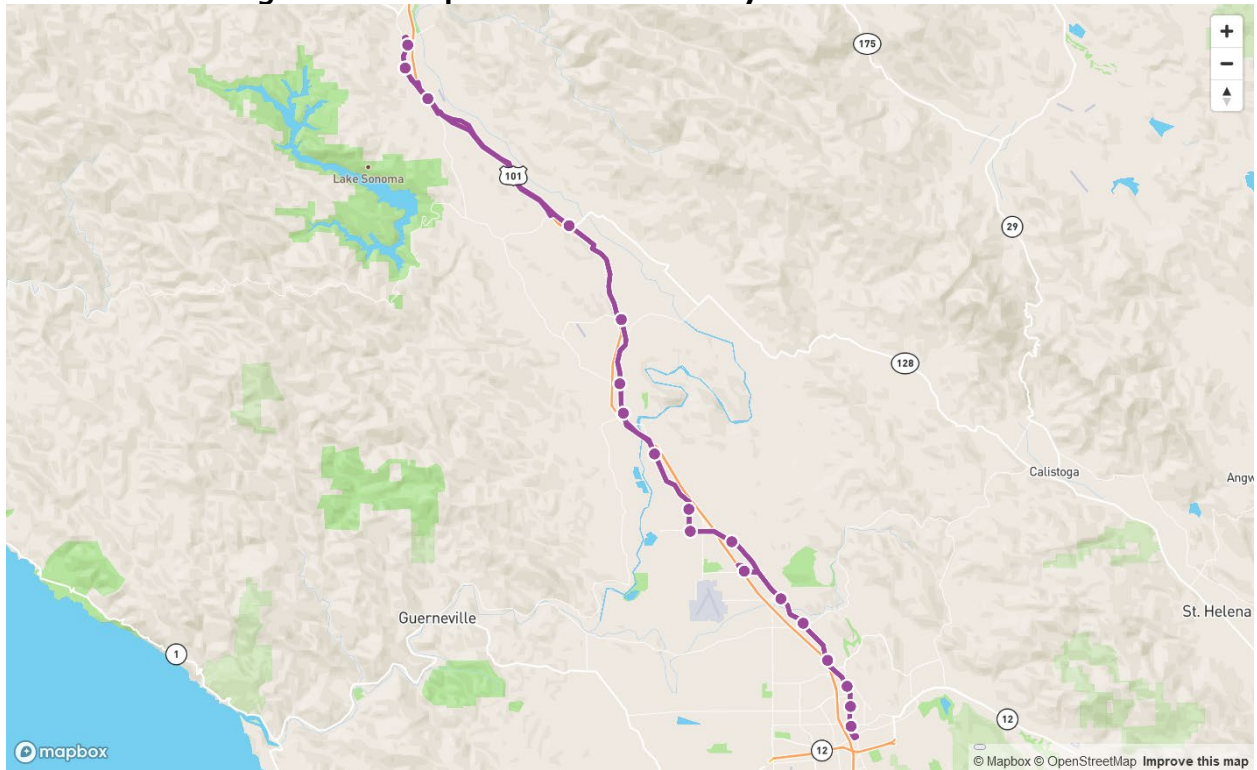 175
Lake Sonoma
101
29
128
Calistoga
Angw
Guerneville
St. Helena
1
12
12
mapbox
© Mapbox © OpenStreetMap Improve this map